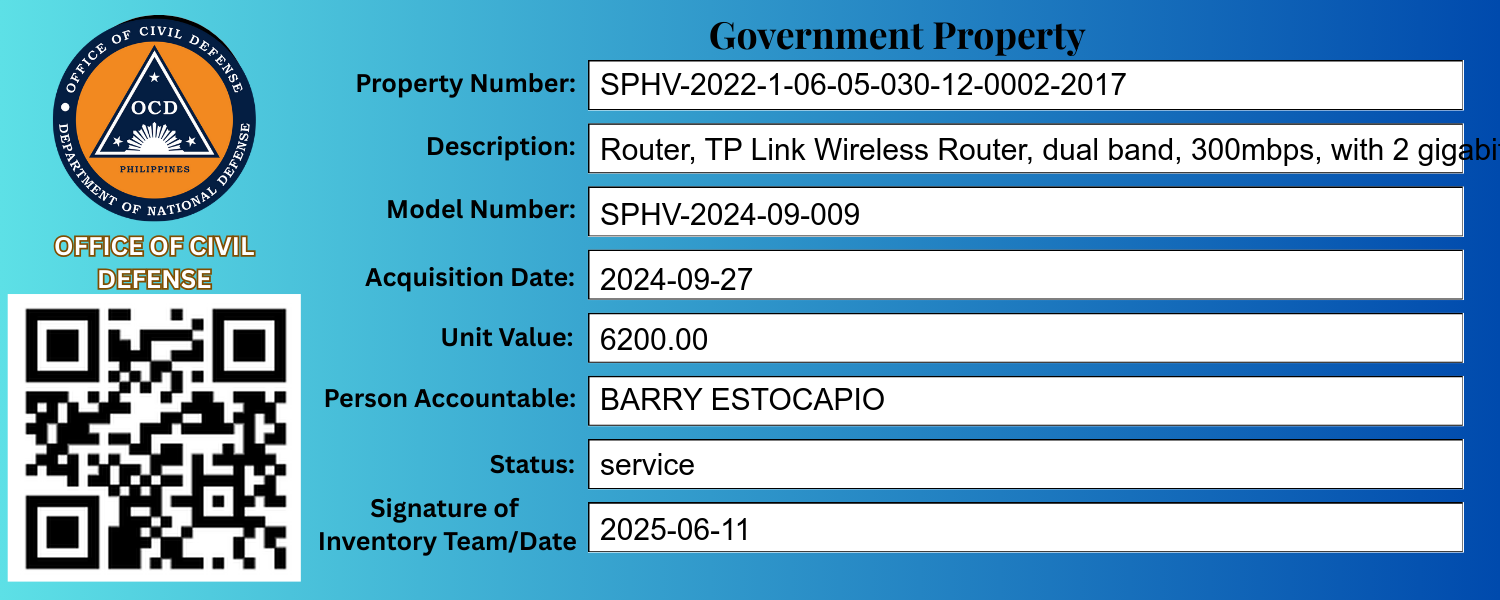 OFFICE OF CIVIL DEFENSE
DEPARTMENT OF NATIONAL DEFENSE
OCD
PHILIPPINES
OFFICE OF CIVIL
DEFENSE
Government Property
Property Number: SPHV-2022-1-06-05-030-12-0002-2017
Description: Router, TP Link Wireless Router, dual band, 300mbps, with 2 gigabi
Model Number: SPHV-2024-09-009
Acquisition Date: 2024-09-27
Unit Value: 6200.00
Person Accountable: BARRY ESTOCAPIO
Status: service
Signature of
Inventory Team/Date 2025-06-11